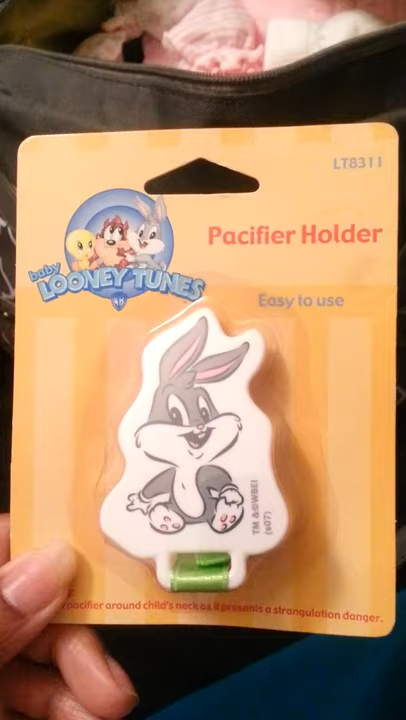 LT8311
Pacifier Holder
baby
LOONEY TUNES
Easy to use
TM & ©WBEI
(s07)
pacifier around child's neck as it presents a strangulation danger.